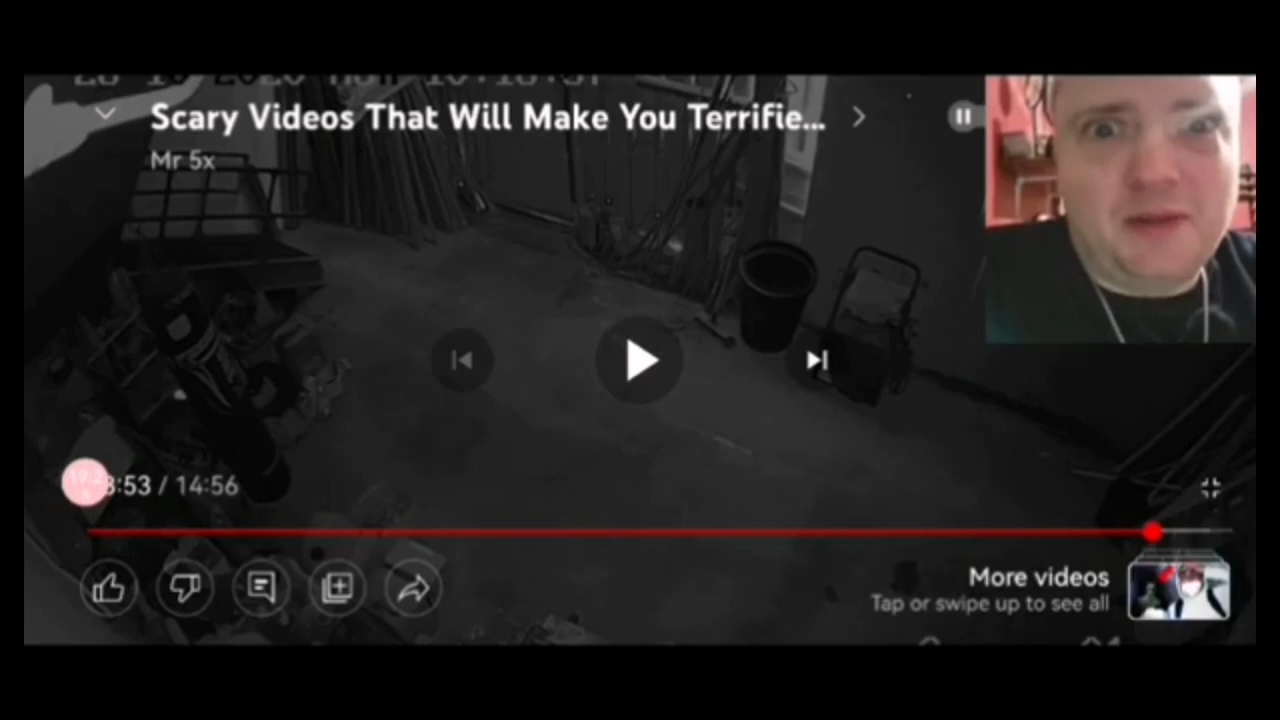 Scary Videos That Will Make You Terrifie...
Mr 5x
:53 / 14:56
More videos
Tap or swipe up to see all